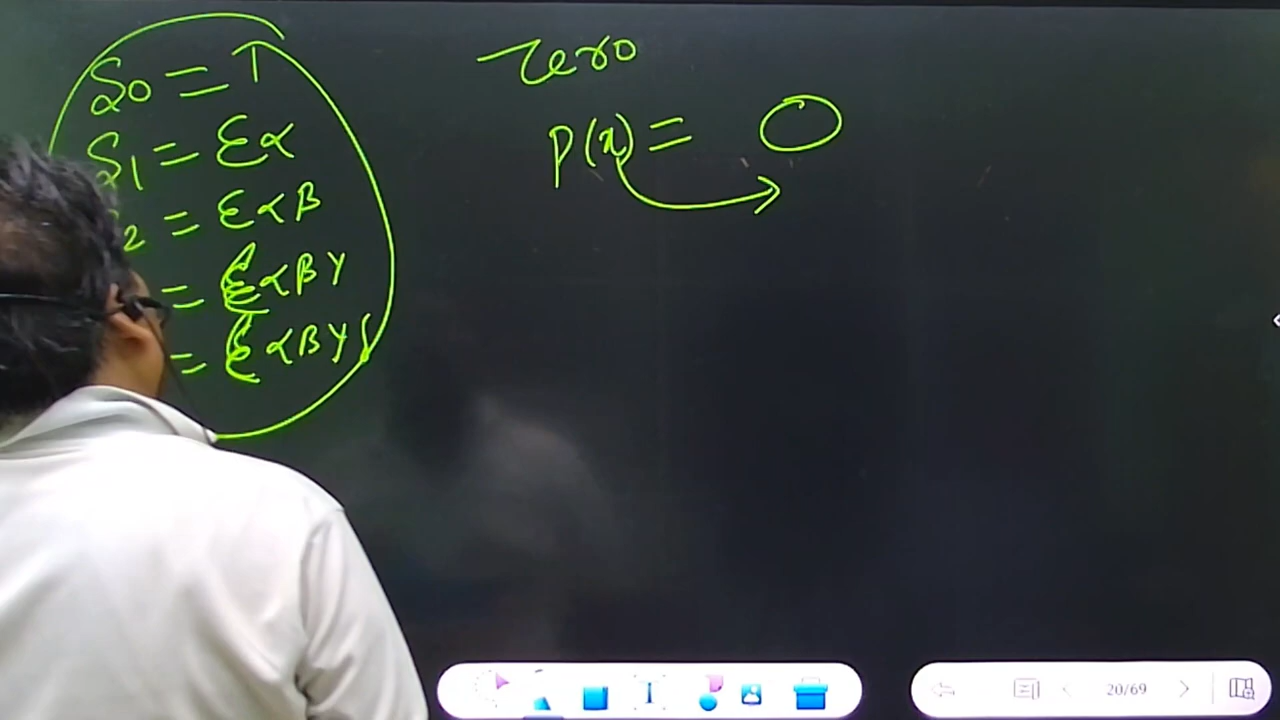 S0 = 1
S1 = Σα
2 = Σαβ
= Σαβγ
= Σαβγδ
zero
p(x) = 0
20/69